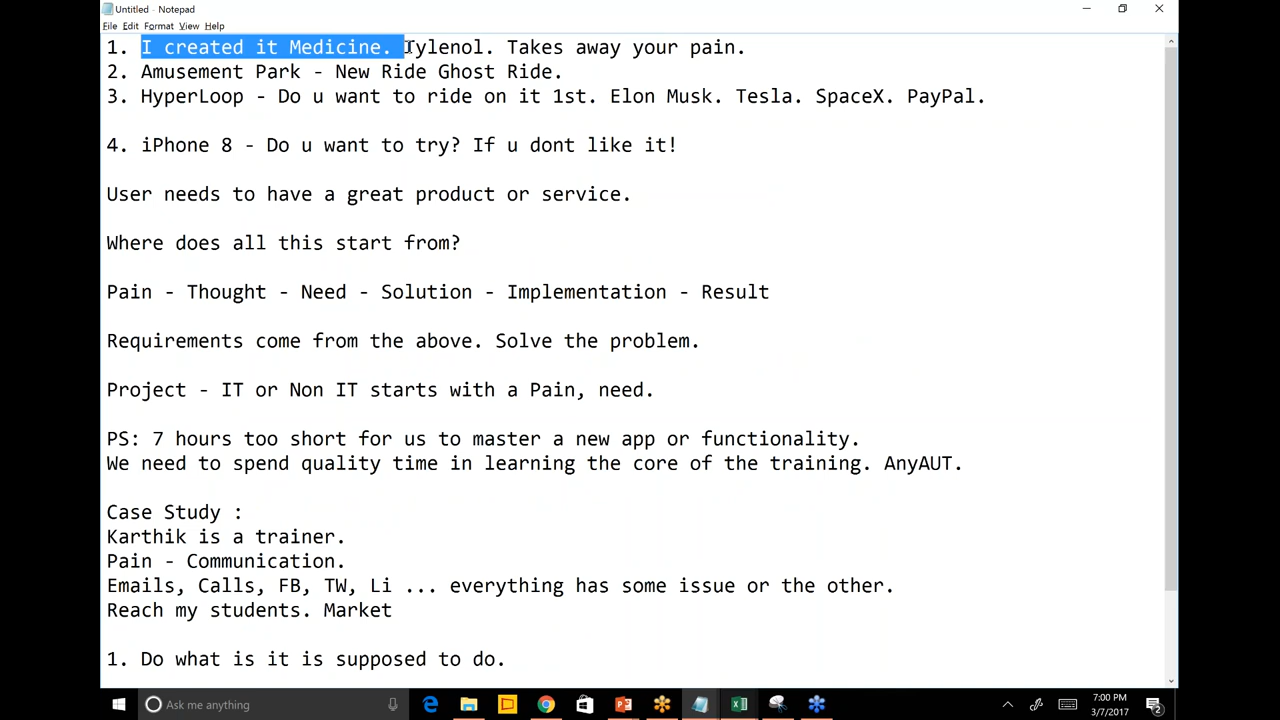 Untitled - Notepad
File Edit Format View Help
1. I created it Medicine. Tylenol. Takes away your pain.
2. Amusement Park - New Ride Ghost Ride.
3. HyperLoop - Do u want to ride on it 1st. Elon Musk. Tesla. SpaceX. PayPal.
4. iPhone 8 - Do u want to try? If u dont like it!
User needs to have a great product or service.
Where does all this start from?
Pain - Thought - Need - Solution - Implementation - Result
Requirements come from the above. Solve the problem.
Project - IT or Non IT starts with a Pain, need.
PS: 7 hours too short for us to master a new app or functionality.
We need to spend quality time in learning the core of the training. AnyAUT.
Case Study :
Karthik is a trainer.
Pain - Communication.
Emails, Calls, FB, TW, Li ... everything has some issue or the other.
Reach my students. Market
1. Do what is it is supposed to do.
Ask me anything
7:00 PM
3/7/2017
2